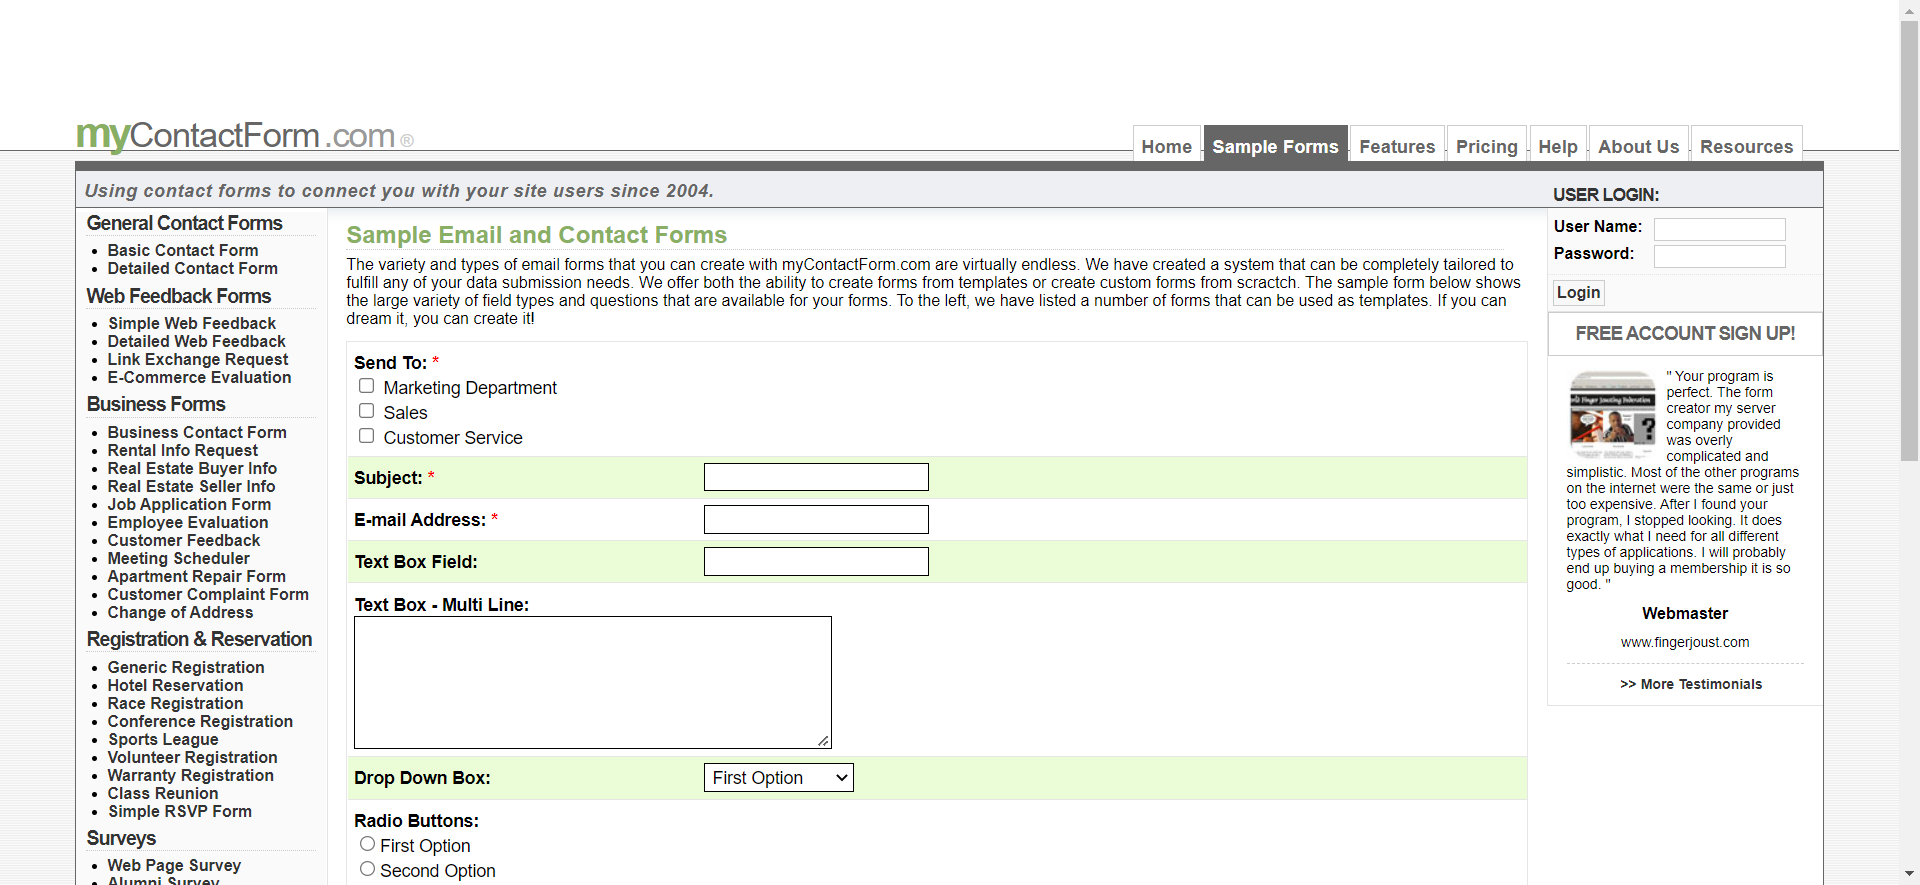 myContactForm.com®
Home
Sample Forms
Features
Pricing
Help
About Us
Resources
Using contact forms to connect you with your site users since 2004.
General Contact Forms
Basic Contact Form
Detailed Contact Form
Web Feedback Forms
Simple Web Feedback
Detailed Web Feedback
Link Exchange Request
E-Commerce Evaluation
Business Forms
Business Contact Form
Rental Info Request
Real Estate Buyer Info
Real Estate Seller Info
Job Application Form
Employee Evaluation
Customer Feedback
Meeting Scheduler
Apartment Repair Form
Customer Complaint Form
Change of Address
Registration & Reservation
Generic Registration
Hotel Reservation
Race Registration
Conference Registration
Sports League
Volunteer Registration
Warranty Registration
Class Reunion
Simple RSVP Form
Surveys
Web Page Survey
Alumni Survey
Sample Email and Contact Forms
The variety and types of email forms that you can create with myContactForm.com are virtually endless. We have created a system that can be completely tailored to
fulfill any of your data submission needs. We offer both the ability to create forms from templates or create custom forms from scractch. The sample form below shows
the large variety of field types and questions that are available for your forms. To the left, we have listed a number of forms that can be used as templates. If you can
dream it, you can create it!
Send To: *
Marketing Department
Sales
Customer Service
Subject: *
E-mail Address: *
Text Box Field:
Text Box - Multi Line:
Drop Down Box:
First Option
Radio Buttons:
First Option
Second Option
USER LOGIN:
User Name:
Password:
Login
FREE ACCOUNT SIGN UP!
" Your program is
perfect. The form
creator my server
company provided
was overly
complicated and
simplistic. Most of the other programs
on the internet were the same or just
too expensive. After I found your
program, I stopped looking. It does
exactly what I need for all different
types of applications. I will probably
end up buying a membership it is so
good. "
Webmaster
www.fingerjoust.com
>> More Testimonials